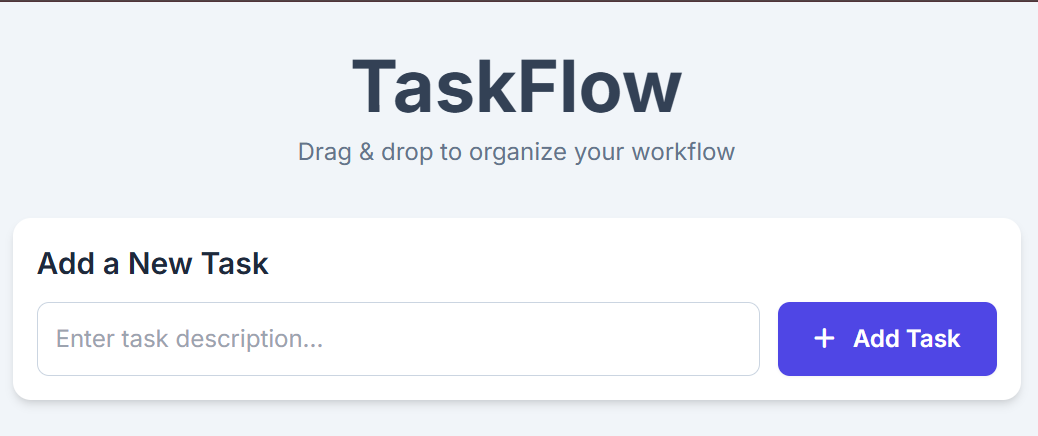 TaskFlow
Drag & drop to organize your workflow
Add a New Task
Enter task description...
+ Add Task